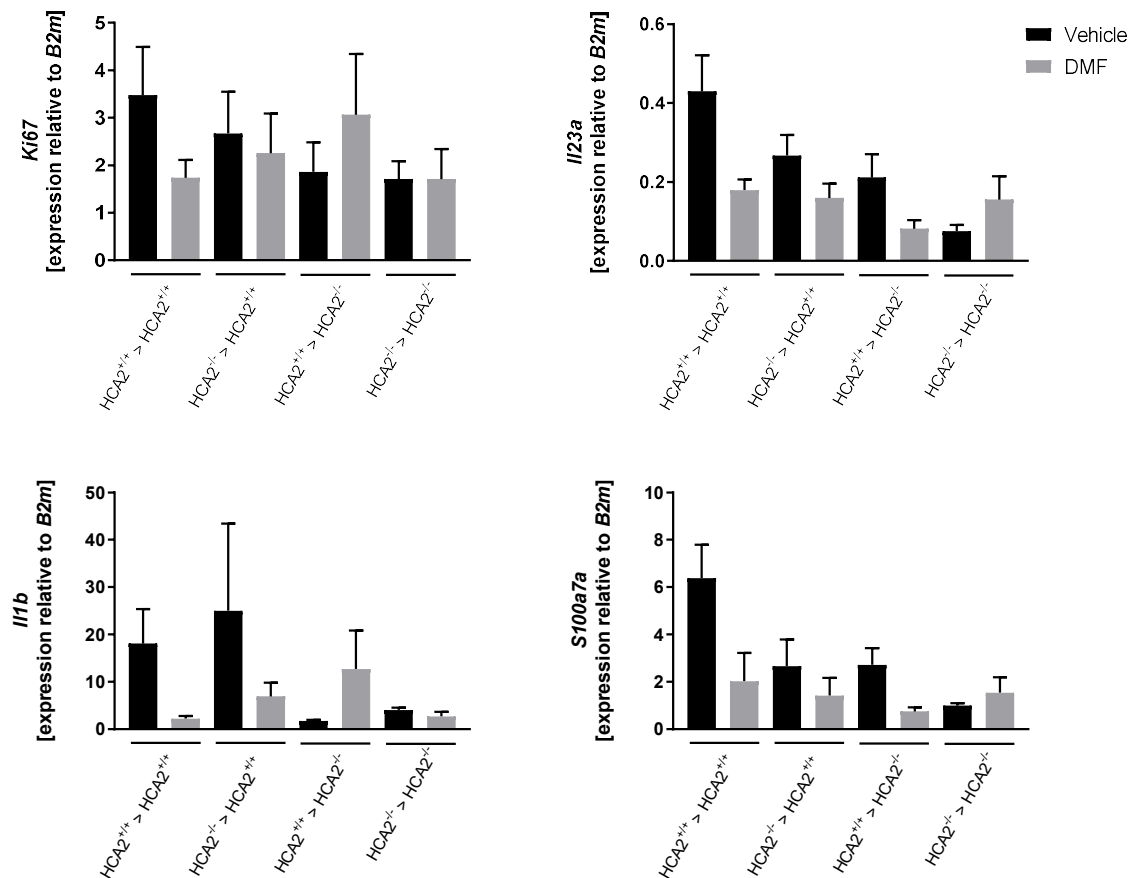 Ki67
[expression relative to B2m]
5
4
3
2
1
0
HCA2+/+ > HCA2+/+
HCA2-/- > HCA2+/+
HCA2+/+ > HCA2-/-
HCA2-/- > HCA2-/-
Il23a
[expression relative to B2m]
0.6
0.4
0.2
0.0
HCA2+/+ > HCA2+/+
HCA2-/- > HCA2+/+
HCA2+/+ > HCA2-/-
HCA2-/- > HCA2-/-
Vehicle
DMF
Il1b
[expression relative to B2m]
50
40
30
20
10
0
HCA2+/+ > HCA2+/+
HCA2-/- > HCA2+/+
HCA2+/+ > HCA2-/-
HCA2-/- > HCA2-/-
S100a7a
[expression relative to B2m]
10
8
6
4
2
0
HCA2+/+ > HCA2+/+
HCA2-/- > HCA2+/+
HCA2+/+ > HCA2-/-
HCA2-/- > HCA2-/-